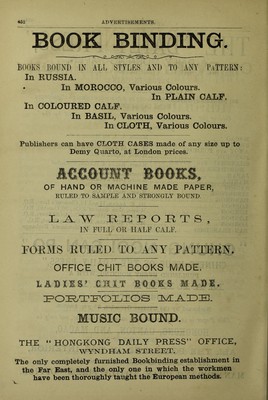 462 ADVERTISEMENTS.
BOOK BINDING.
BOOKS BOUND IN ALL STYLES AND TO ANY PATTERN:
In RUSSIA.
In MOROCCO, Various Colours.
In PLAIN CALF.
In COLOURED CALF.
In BASIL, Various Colours.
In CLOTH, Various Colours.
Publishers can have CLOTH CASES made of any size up to
Demy Quarto, at London prices.
ACCOUNT BOOKS,
OF HAND OR MACHINE MADE PAPER,
RULED TO SAMPLE AND STRONGLY BOUND
LAW REPORTS,
IN FULL OR HALF CALF.
FORMS RULED TO ANY PATTERN.
OFFICE CHIT BOOKS MADE.
LADIES' CHIT BOOKS MADE.
PORTFOLIOS MADE.
MUSIC BOUND.
THE "HONGKONG DAILY PRESS" OFFICE,
WYNDHAM STREET.
The only completely furnished Bookbinding establishment in
the Far East, and the only one in which the workmen
have been thoroughly taught the European methods.